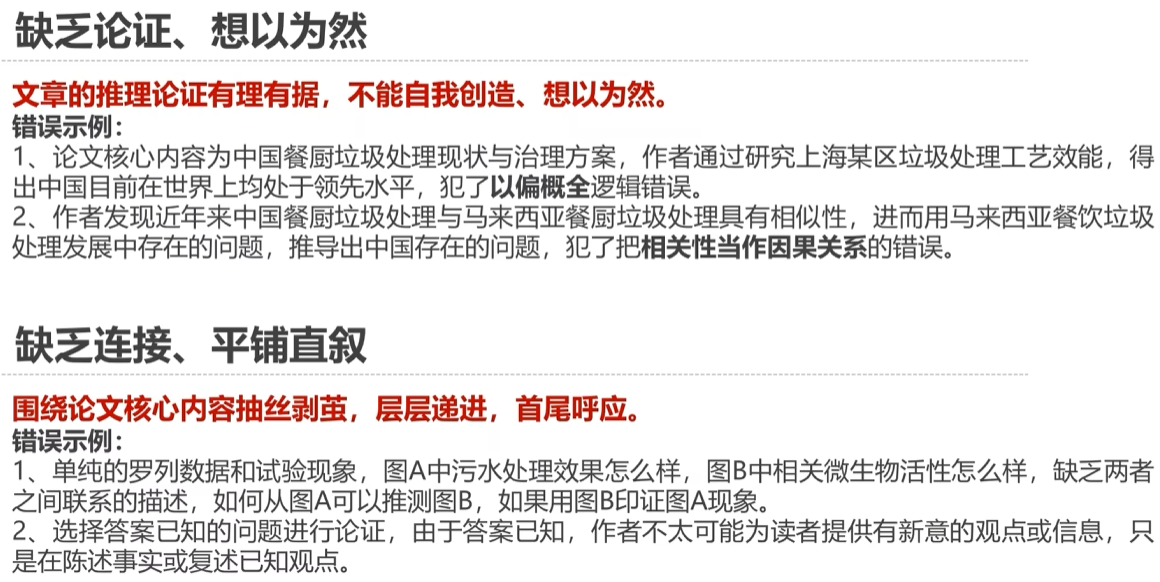 缺乏论证、想以为然
文章的推理论证有理有据，不能自我创造、想以为然。
错误示例：
1、论文核心内容为中国餐厨垃圾处理现状与治理方案，作者通过研究上海某区垃圾处理工艺效能，得
出中国目前在世界上均处于领先水平，犯了以偏概全逻辑错误。
2、作者发现近年来中国餐厨垃圾处理与马来西亚餐厨垃圾处理具有相似性，进而用马来西亚餐饮垃圾
处理发展中存在的问题，推导出中国存在的问题，犯了把相关性当作因果关系的错误。
缺乏连接、平铺直叙
围绕论文核心内容抽丝剥茧，层层递进，首尾呼应。
错误示例：
1、单纯的罗列数据和试验现象，图A中污水处理效果怎么样，图B中相关微生物活性怎么样，缺乏两者
之间联系的描述，如何从图A可以推测图B，如果用图B印证图A现象。
2、选择答案已知的问题进行论证，由于答案已知，作者不太可能为读者提供有新意的观点或信息，只
是在陈述事实或复述已知观点。